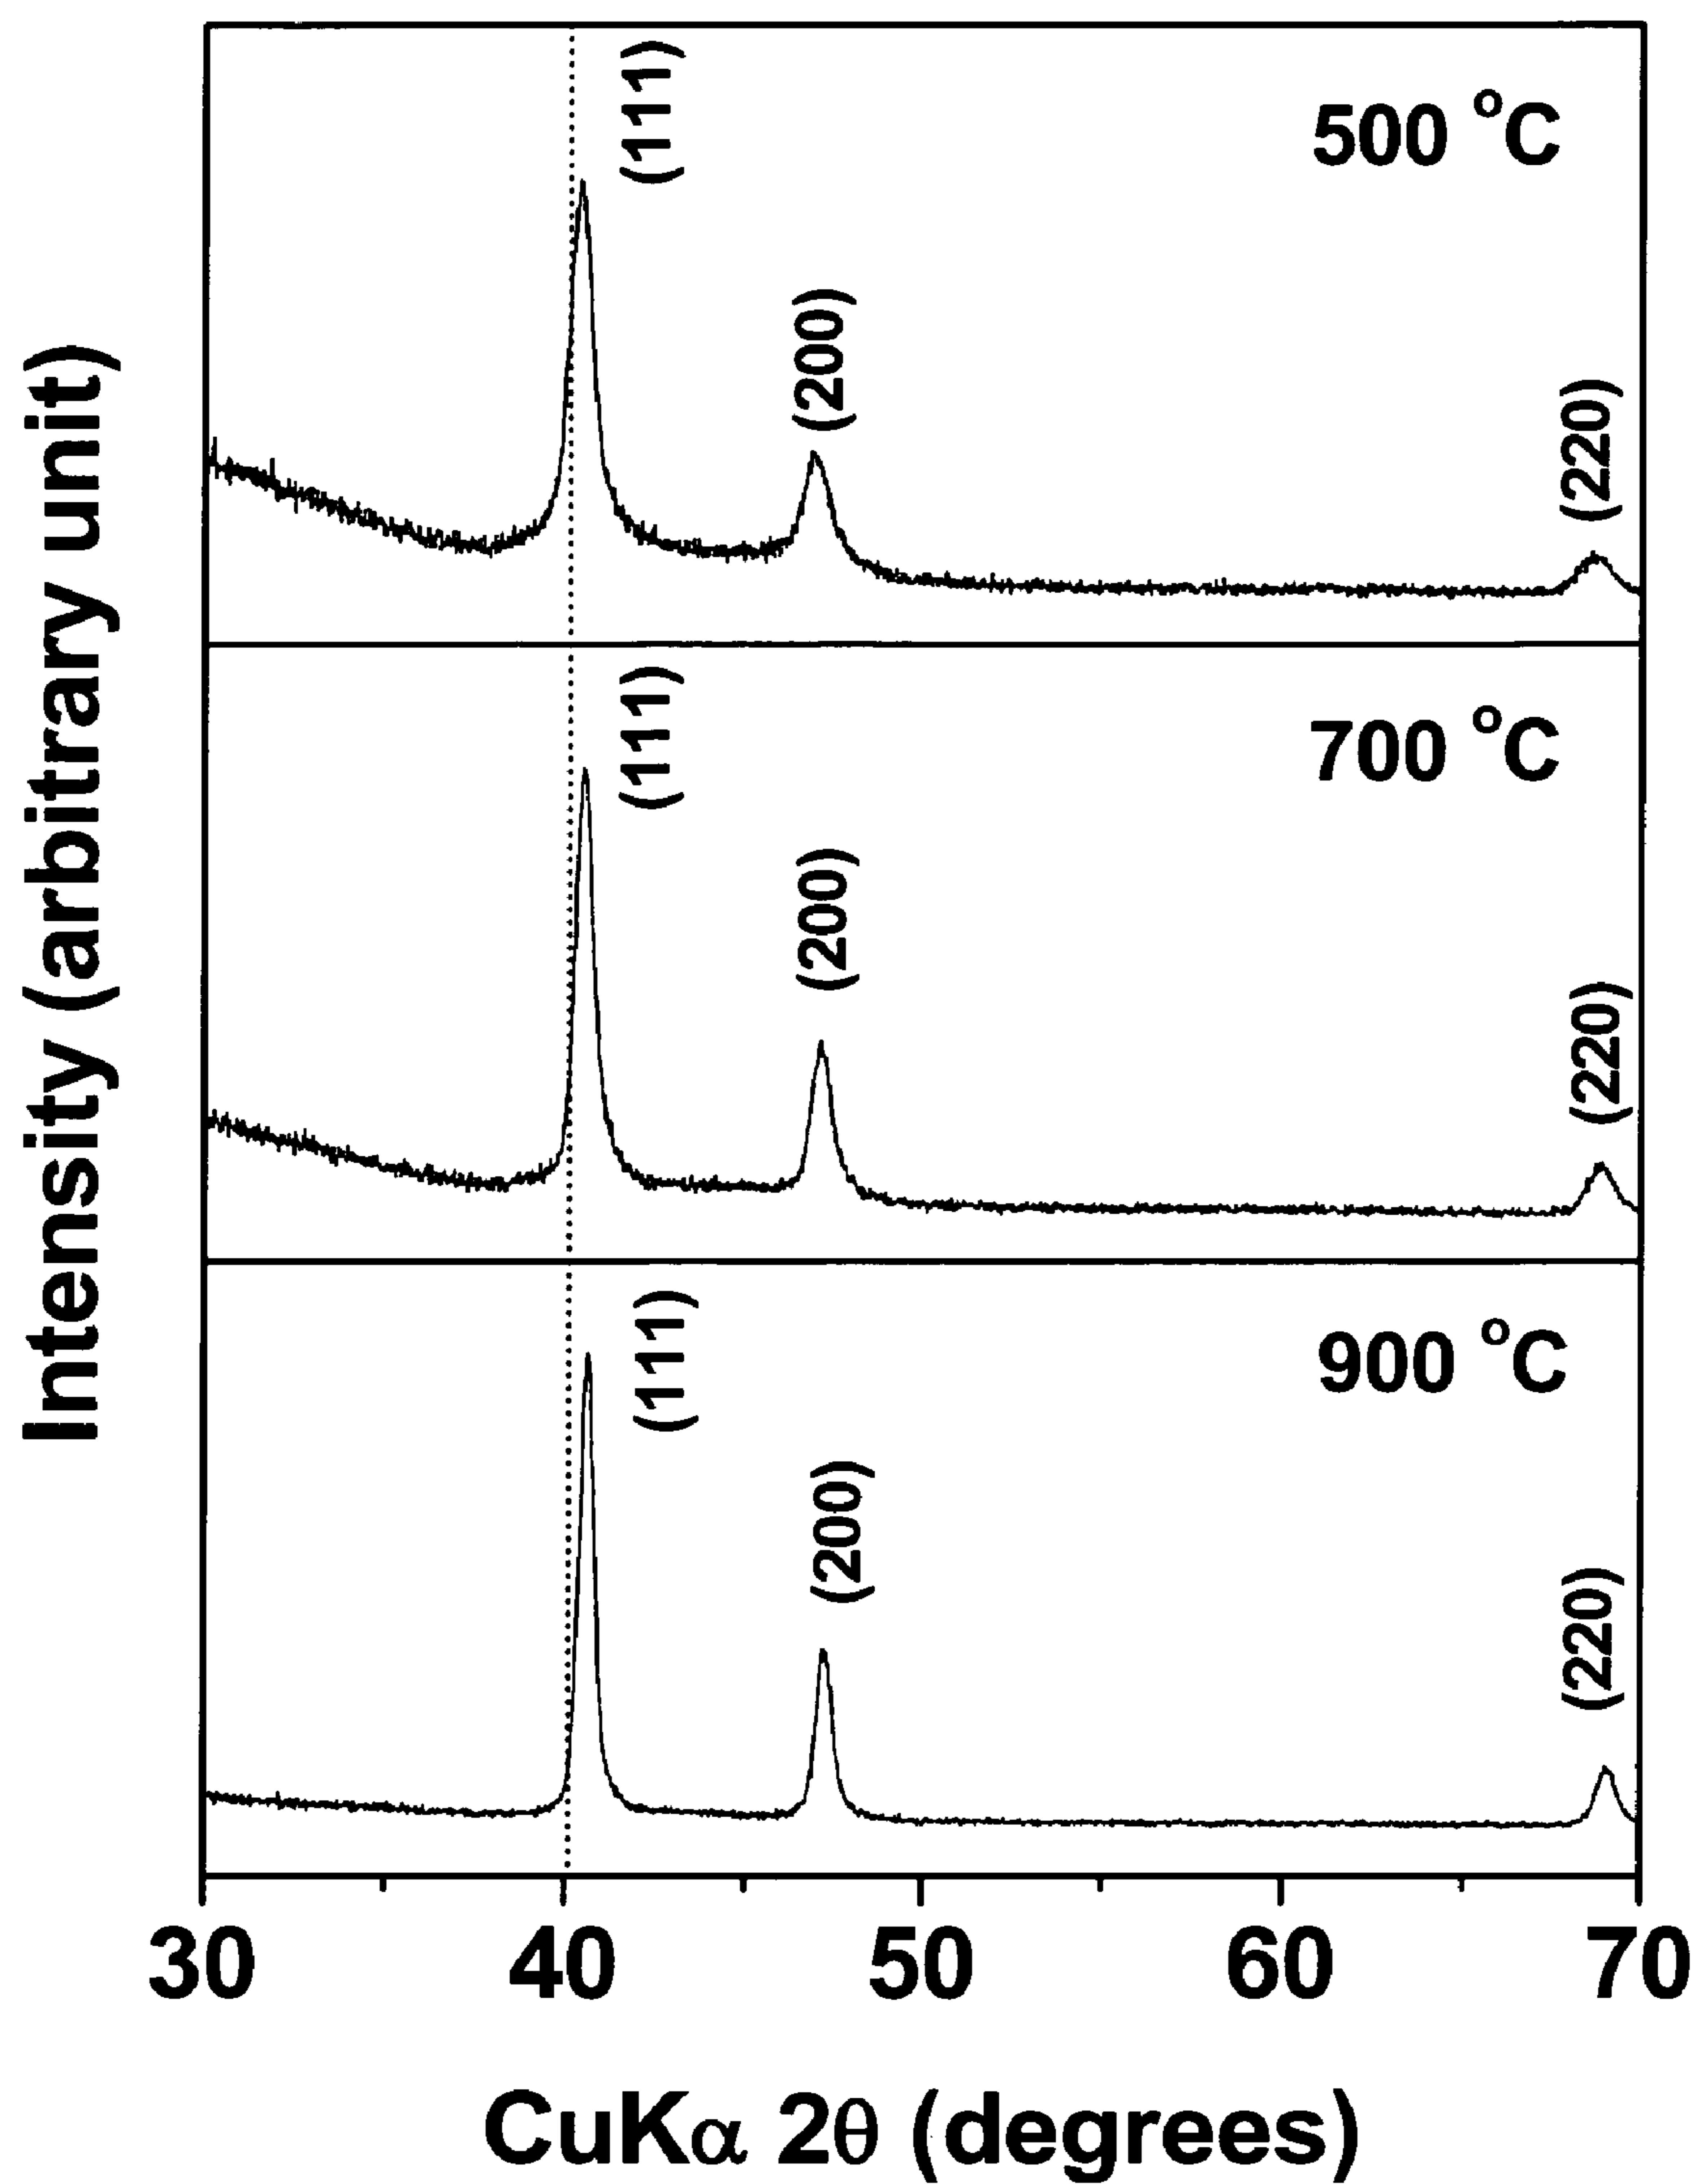 Intensity (arbitrary unit)
500 °C
(111)
(200)
(220)
700 °C
(111)
(200)
(220)
900 °C
(111)
(200)
(220)
30 40 50 60 70
CuKα 2θ (degrees)